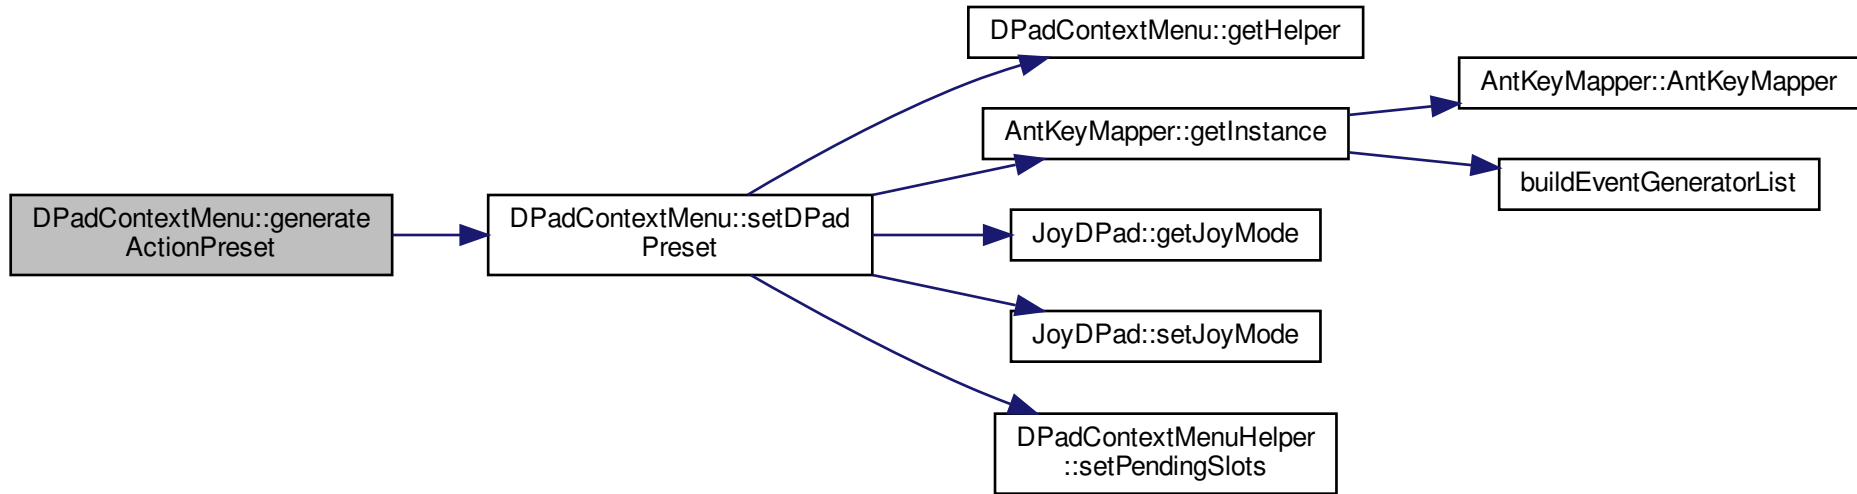 DPadContextMenu::generate
ActionPreset
DPadContextMenu::setDPad
Preset
DPadContextMenu::getHelper
AntKeyMapper::getInstance
JoyDPad::getJoyMode
JoyDPad::setJoyMode
DPadContextMenuHelper
::setPendingSlots
AntKeyMapper::AntKeyMapper
buildEventGeneratorList